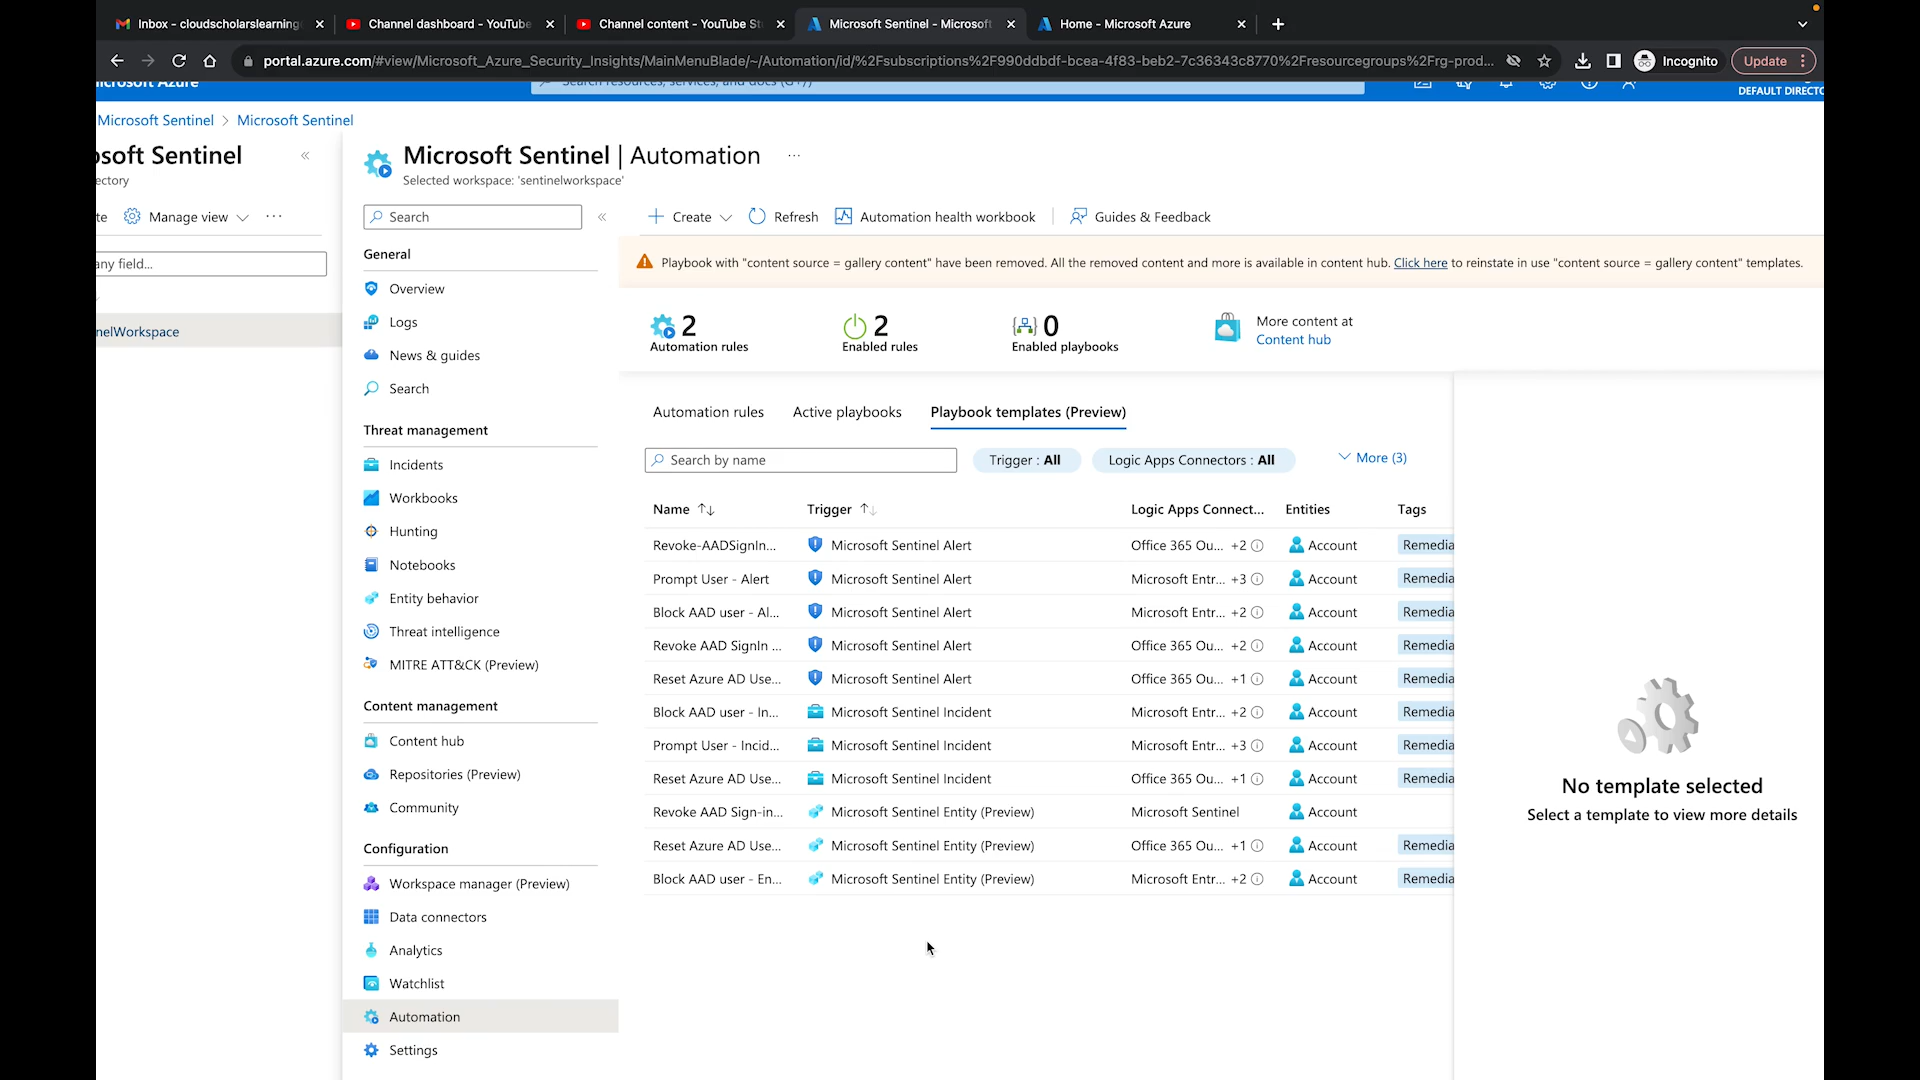 Inbox - cloudscholarslearning
Channel dashboard - YouTube
Channel content - YouTube St
Microsoft Sentinel - Microsoft
Home - Microsoft Azure
portal.azure.com/#view/Microsoft_Azure_Security_Insights/MainMenuBlade/~/Automation/id/%2Fsubscriptions%2F990ddbdf-bcea-4f83-beb2-7c36343c8770%2Fresourcegroups%2Frg-prod...
Incognito
Update
icrosoft Azure
Search resources, services, and docs (G+/)
DEFAULT DIRECTO
Microsoft Sentinel > Microsoft Sentinel
osoft Sentinel
ectory
te
Manage view
any field...
nelWorkspace
Microsoft Sentinel | Automation
Selected workspace: 'sentinelworkspace'
Search
General
Overview
Logs
News & guides
Search
Threat management
Incidents
Workbooks
Hunting
Notebooks
Entity behavior
Threat intelligence
MITRE ATT&CK (Preview)
Content management
Content hub
Repositories (Preview)
Community
Configuration
Workspace manager (Preview)
Data connectors
Analytics
Watchlist
Automation
Settings
Create
Refresh
Automation health workbook
Guides & Feedback
Playbook with "content source = gallery content" have been removed. All the removed content and more is available in content hub. Click here to reinstate in use "content source = gallery content" templates.
2
Automation rules
2
Enabled rules
0
Enabled playbooks
More content at
Content hub
Automation rules
Active playbooks
Playbook templates (Preview)
Search by name
Trigger : All
Logic Apps Connectors : All
More (3)
Name Trigger Logic Apps Connect... Entities Tags
Revoke-AADSignIn... Microsoft Sentinel Alert Office 365 Ou... +2 Account Remedia
Prompt User - Alert Microsoft Sentinel Alert Microsoft Entr... +3 Account Remedia
Block AAD user - Al... Microsoft Sentinel Alert Microsoft Entr... +2 Account Remedia
Revoke AAD SignIn ... Microsoft Sentinel Alert Office 365 Ou... +2 Account Remedia
Reset Azure AD Use... Microsoft Sentinel Alert Office 365 Ou... +1 Account Remedia
Block AAD user - In... Microsoft Sentinel Incident Microsoft Entr... +2 Account Remedia
Prompt User - Incid... Microsoft Sentinel Incident Microsoft Entr... +3 Account Remedia
Reset Azure AD Use... Microsoft Sentinel Incident Office 365 Ou... +1 Account Remedia
Revoke AAD Sign-in... Microsoft Sentinel Entity (Preview) Microsoft Sentinel Account
Reset Azure AD Use... Microsoft Sentinel Entity (Preview) Office 365 Ou... +1 Account Remedia
Block AAD user - En... Microsoft Sentinel Entity (Preview) Microsoft Entr... +2 Account Remedia
No template selected
Select a template to view more details